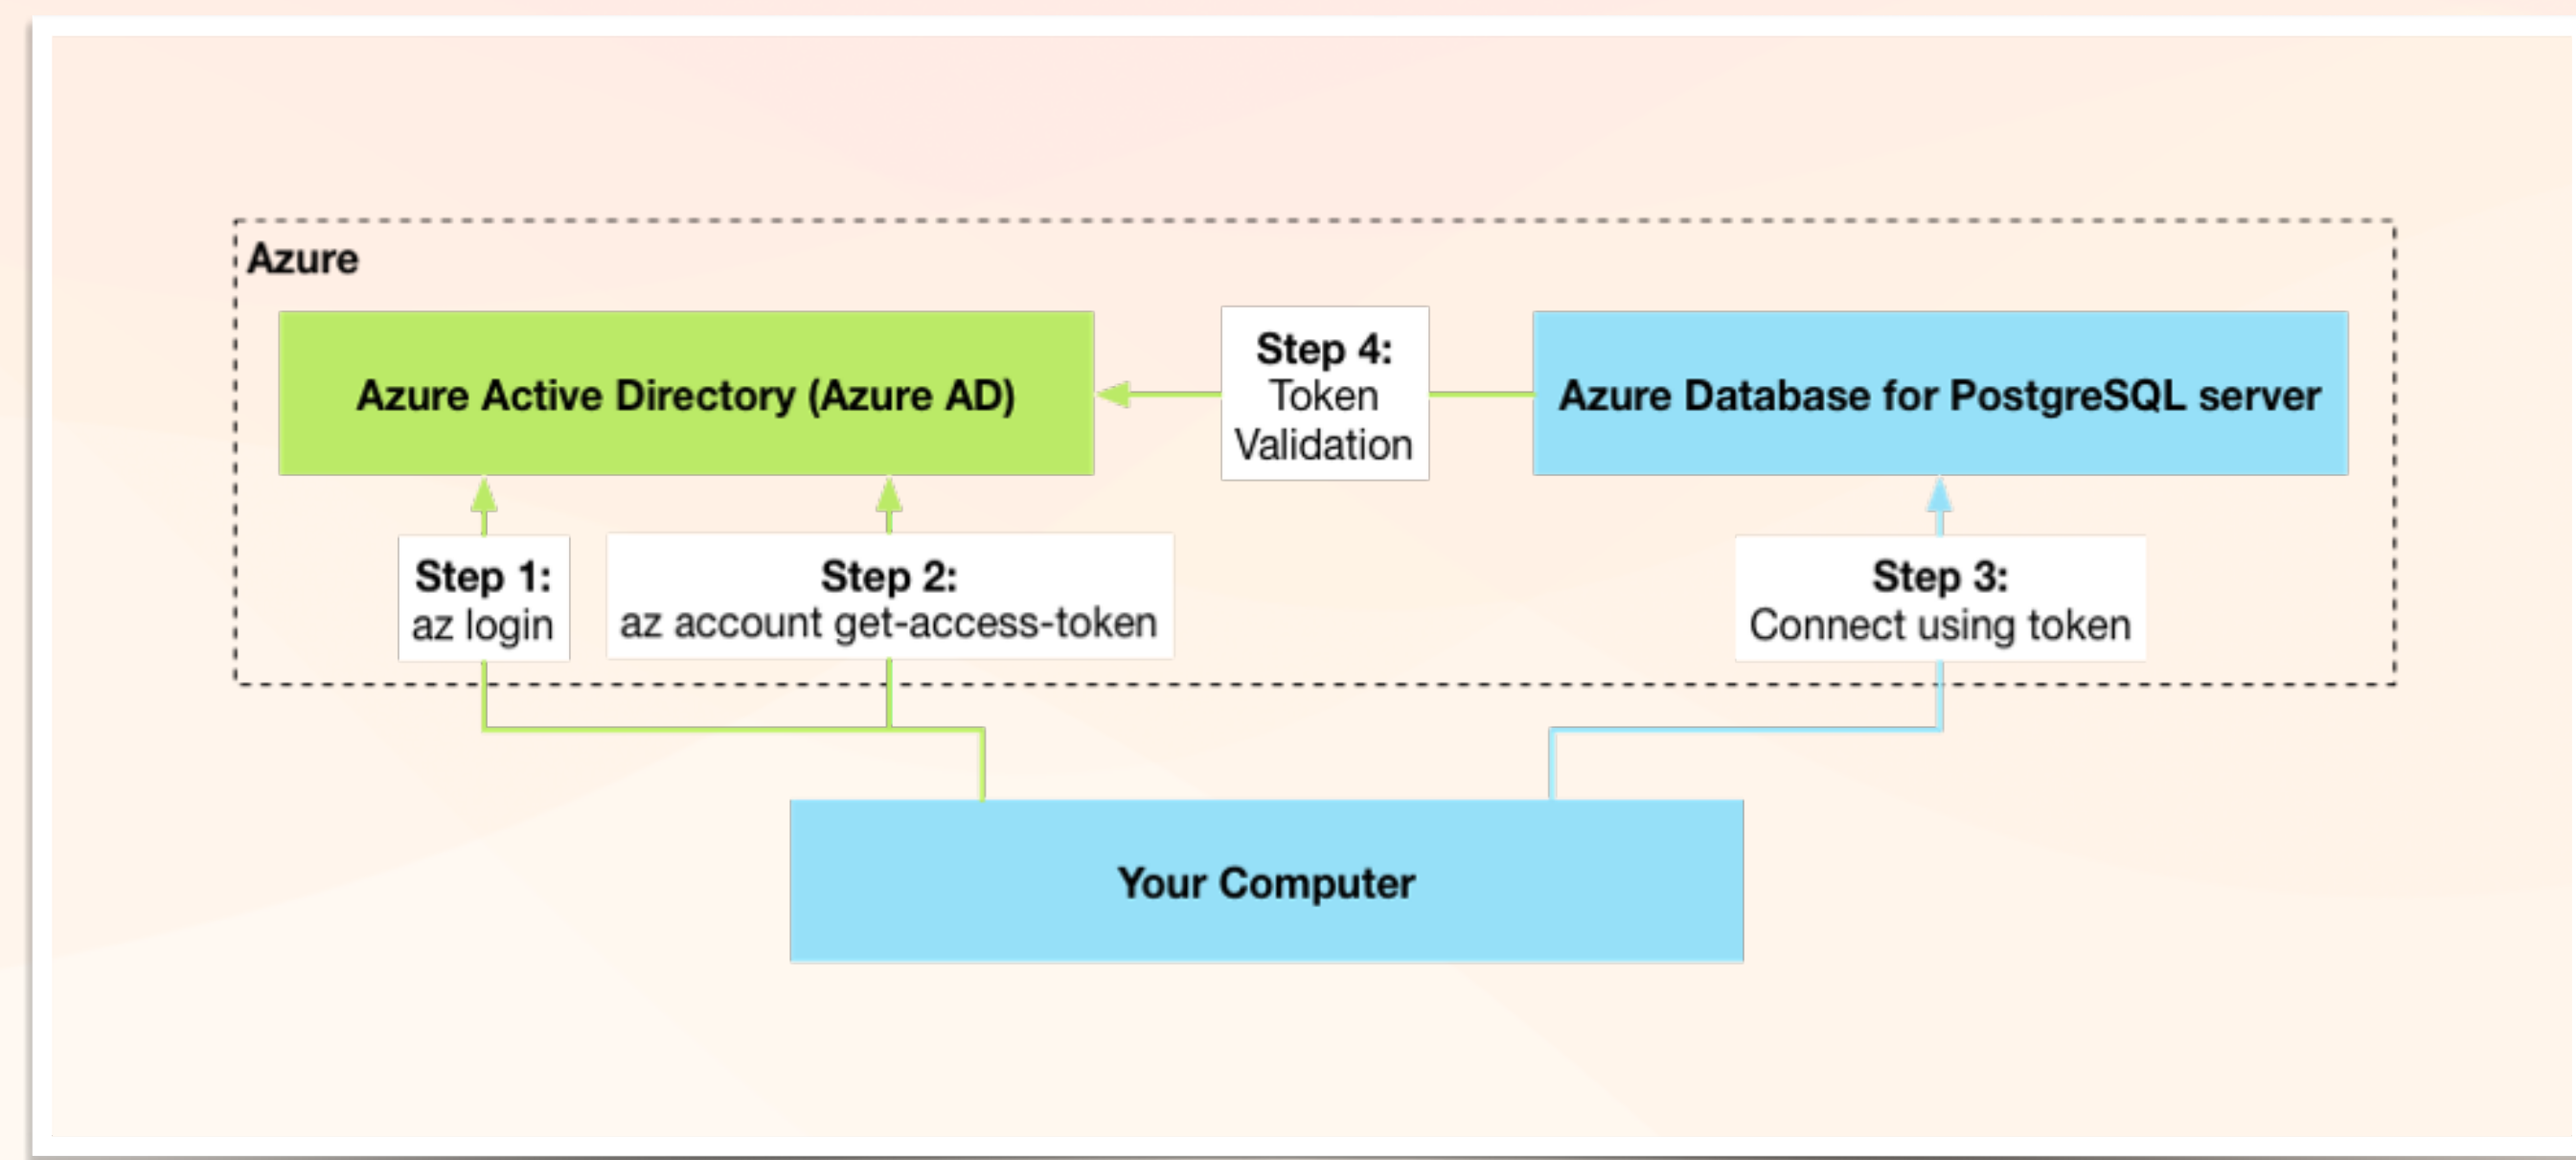 Azure
Azure Active Directory (Azure AD)
Step 4:
Token
Validation
Azure Database for PostgreSQL server
Step 1:
az login
Step 2:
az account get-access-token
Step 3:
Connect using token
Your Computer